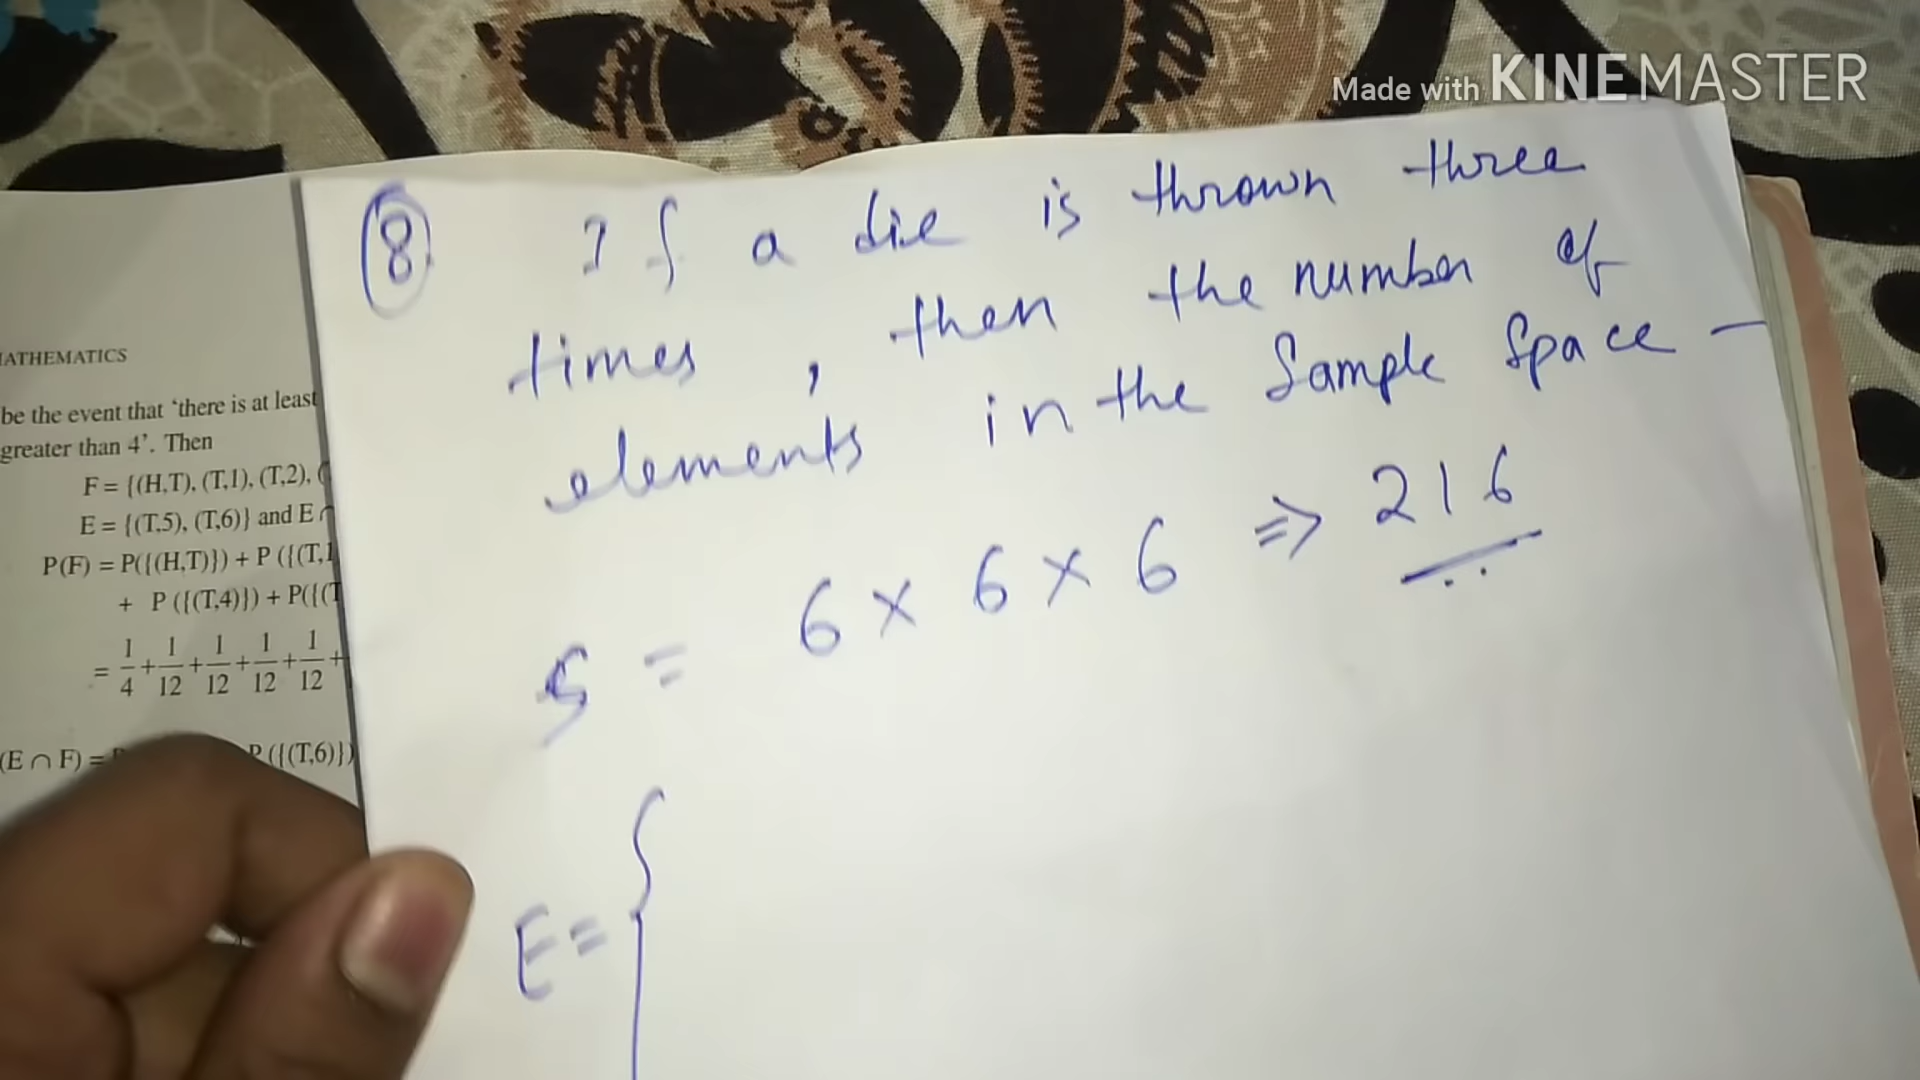 Made with KINEMASTER
8 If a die is thrown three
times, then the number of
elements in the Sample Space —
S = 6 × 6 × 6 ⇒ 216
E = {
MATHEMATICS
be the event that ‘there is at least
greater than 4’. Then
F = {(H,T), (T,1), (T,2), (
E = {(T,5), (T,6)} and E ∩
P(F) = P({(H,T)}) + P ({(T,1
+ P ({(T,4)}) + P({(T
= 1/4 + 1/12 + 1/12 + 1/12 + 1/12 +
(E ∩ F) = P ({(T,6)})